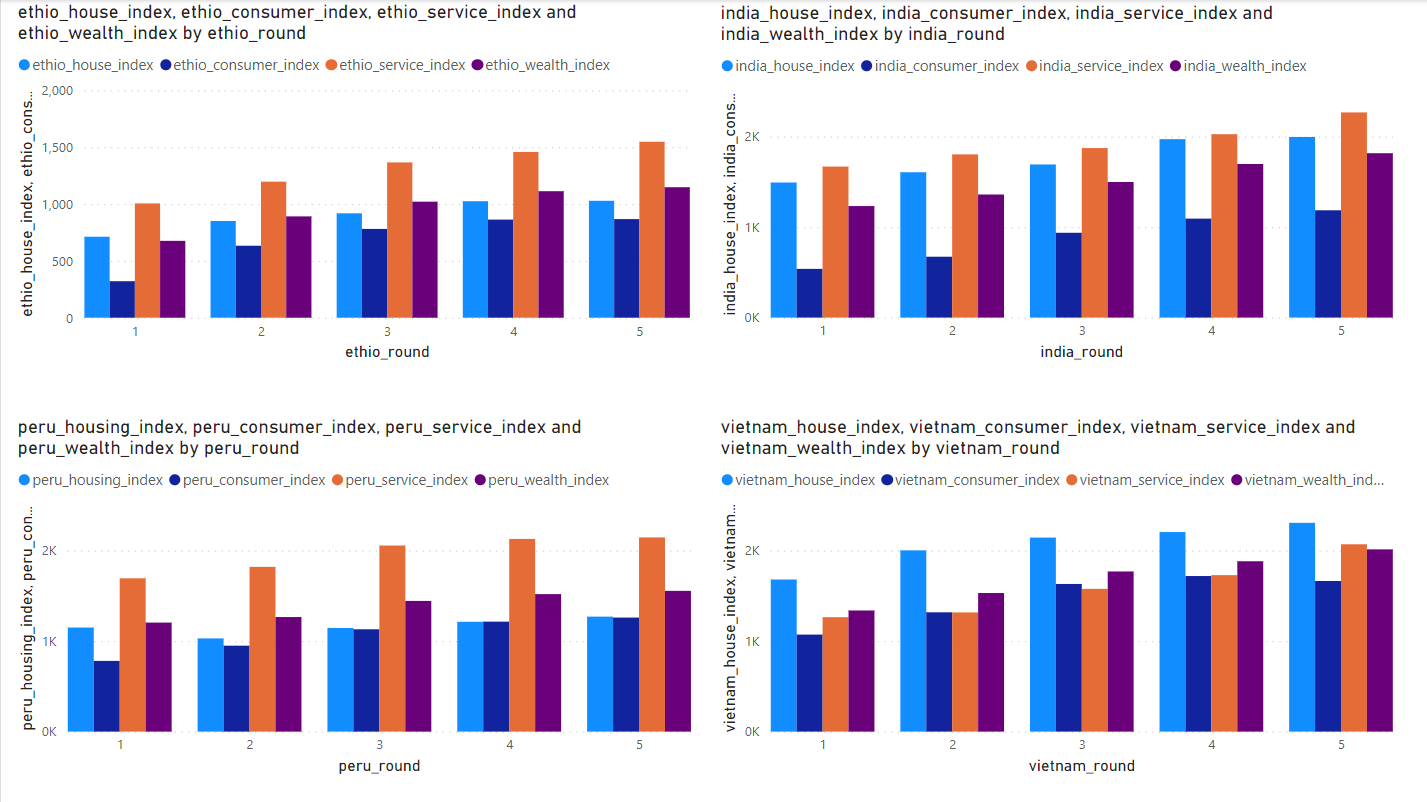 ethio_house_index, ethio_consumer_index, ethio_service_index and
ethio_wealth_index by ethio_round
ethio_house_index ethio_consumer_index ethio_service_index ethio_wealth_index
ethio_house_index, ethio_cons...
2,000
1,500
1,000
500
0
1 2 3 4 5
ethio_round
india_house_index, india_consumer_index, india_service_index and
india_wealth_index by india_round
india_house_index india_consumer_index india_service_index india_wealth_index
india_house_index, india_cons...
2K
1K
0K
1 2 3 4 5
india_round
peru_housing_index, peru_consumer_index, peru_service_index and
peru_wealth_index by peru_round
peru_housing_index peru_consumer_index peru_service_index peru_wealth_index
peru_housing_index, peru_con...
2K
1K
0K
1 2 3 4 5
peru_round
vietnam_house_index, vietnam_consumer_index, vietnam_service_index and
vietnam_wealth_index by vietnam_round
vietnam_house_index vietnam_consumer_index vietnam_service_index vietnam_wealth_ind...
vietnam_house_index, vietnam...
2K
1K
0K
1 2 3 4 5
vietnam_round